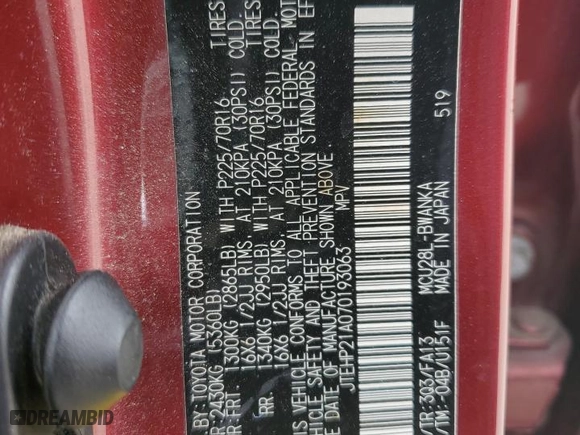 BY: TOYOTA MOTOR CORPORATION
R: 2430KG (5360LB)
R FRT 1300KG (2865LB) WITH P225/70R16 TIRES
16X6 1/2JJ RIMS, AT 210KPA (30PSI) COLD.
RR. 1340KG (2950LB) WITH P225/70R16 TIRES
16X6 1/2JJ RIMS, AT 210KPA (30PSI) COLD.
IS VEHICLE CONFORMS TO ALL APPLICABLE FEDERAL MOT
SAFETY AND THEFT PREVENTION STANDARDS IN EF
DATE OF MANUFACTURE SHOWN ABOVE.
JTEHP21A070193063 MPV
TR: 3Q3/FA13 MCU28L-BWANKA 519
TM: -04B/U151F MADE IN JAPAN
DREAMBID